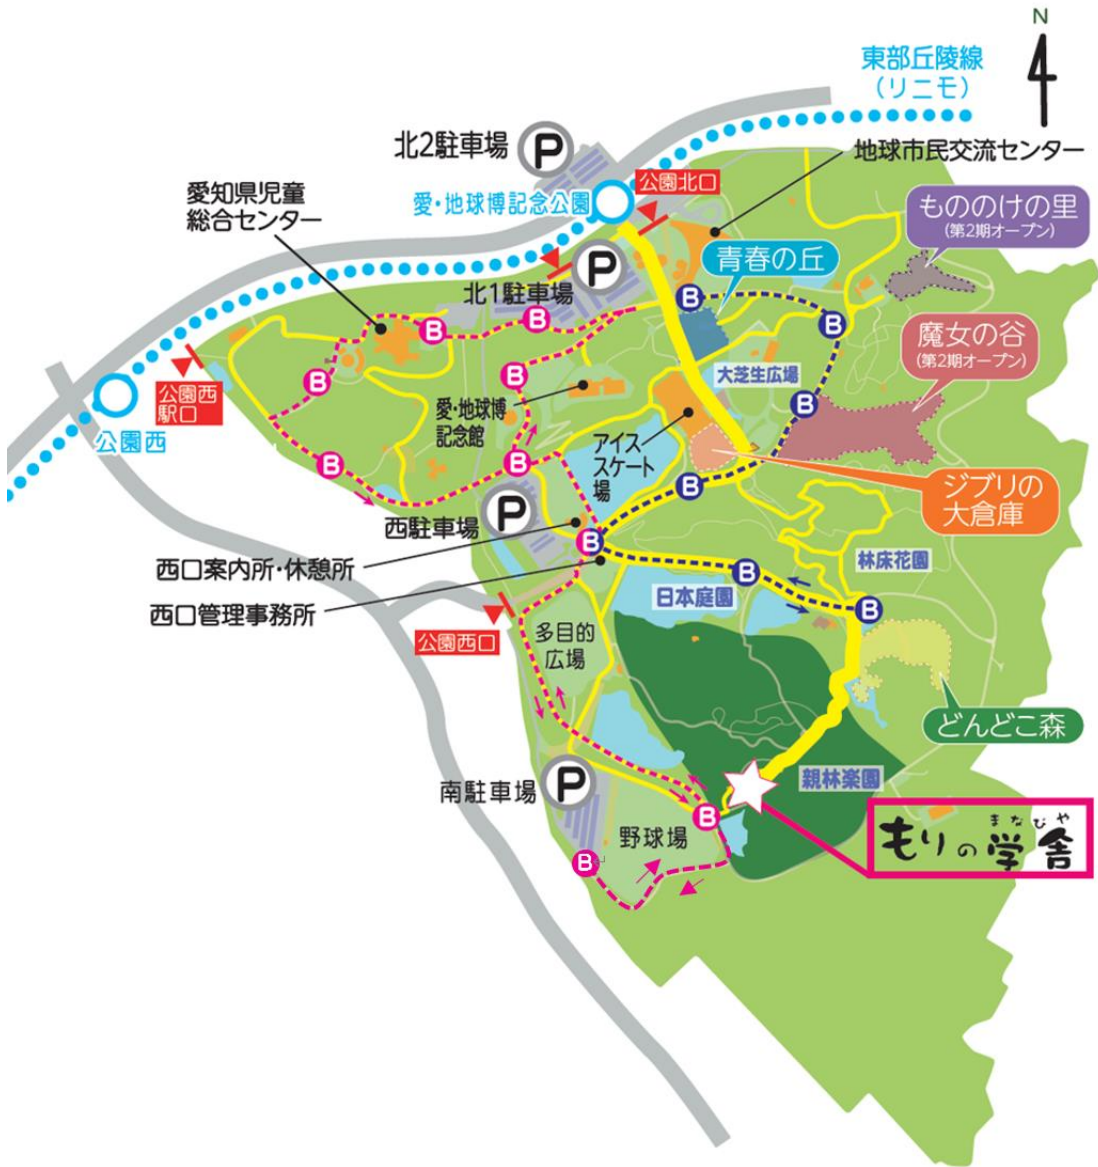 N
東部丘陵線
(リニモ)
北2駐車場
P
地球市民交流センター
愛知県児童
総合センター
愛・地球博記念公園
公園北口
もののけの里
(第2期オープン)
青春の丘
北1駐車場
P
B
B
B
B
魔女の谷
(第2期オープン)
公園西
駅口
公園西
B
B
大芝生広場
B
愛・地球博
記念館
アイス
スケート
場
B
B
B
ジブリの
大倉庫
西駐車場
P
B
西口案内所・休憩所
西口管理事務所
林床花園
B
日本庭園
B
公園西口
多目的
広場
どんどこ森
南駐車場
P
親林楽園
B
野球場
B
まなびや
もりの学舎